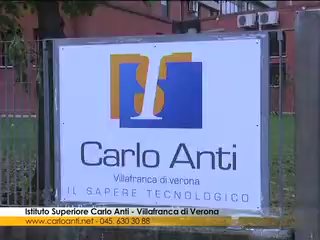 IS
Carlo Anti
Villafranca di verona
IL SAPERE TECNOLOGICO
Istituto Superiore Carlo Anti - Villafranca di Verona
www.carloanti.net - 045. 630 30 88